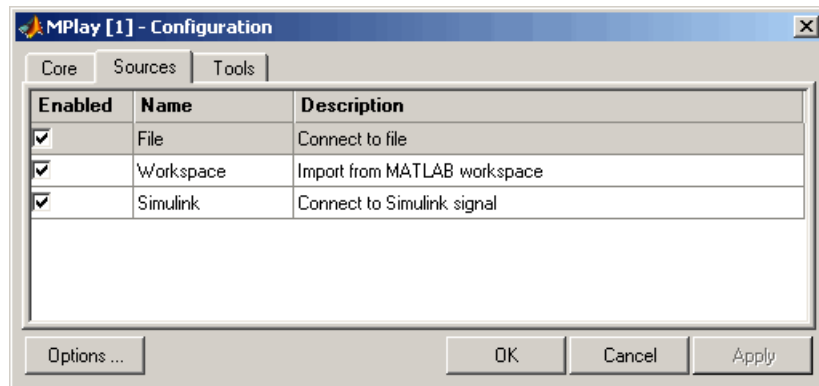 MPlay [1] - Configuration
Core Sources Tools
Enabled Name Description
File Connect to file
Workspace Import from MATLAB workspace
Simulink Connect to Simulink signal
Options ... OK Cancel Apply